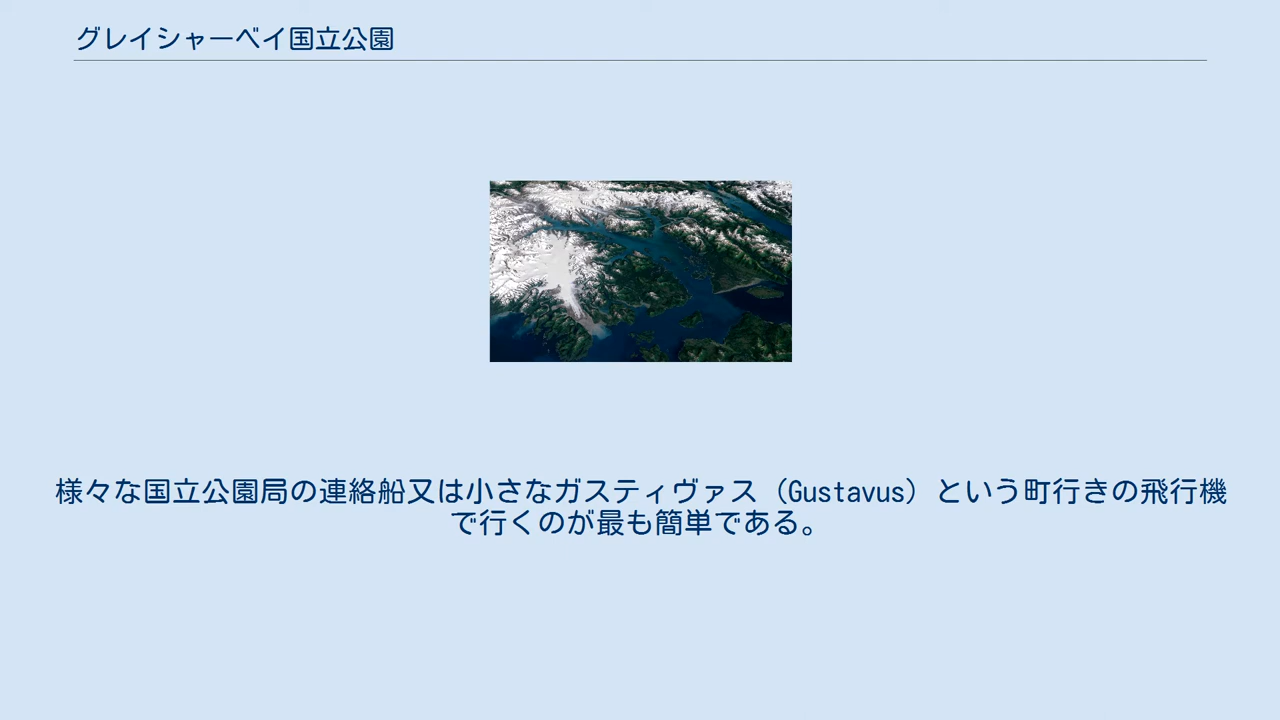 グレイシャーベイ国立公園
様々な国立公園局の連絡船又は小さなガスティヴァス（Gustavus）という町行きの飛行機
で行くのが最も簡単である。